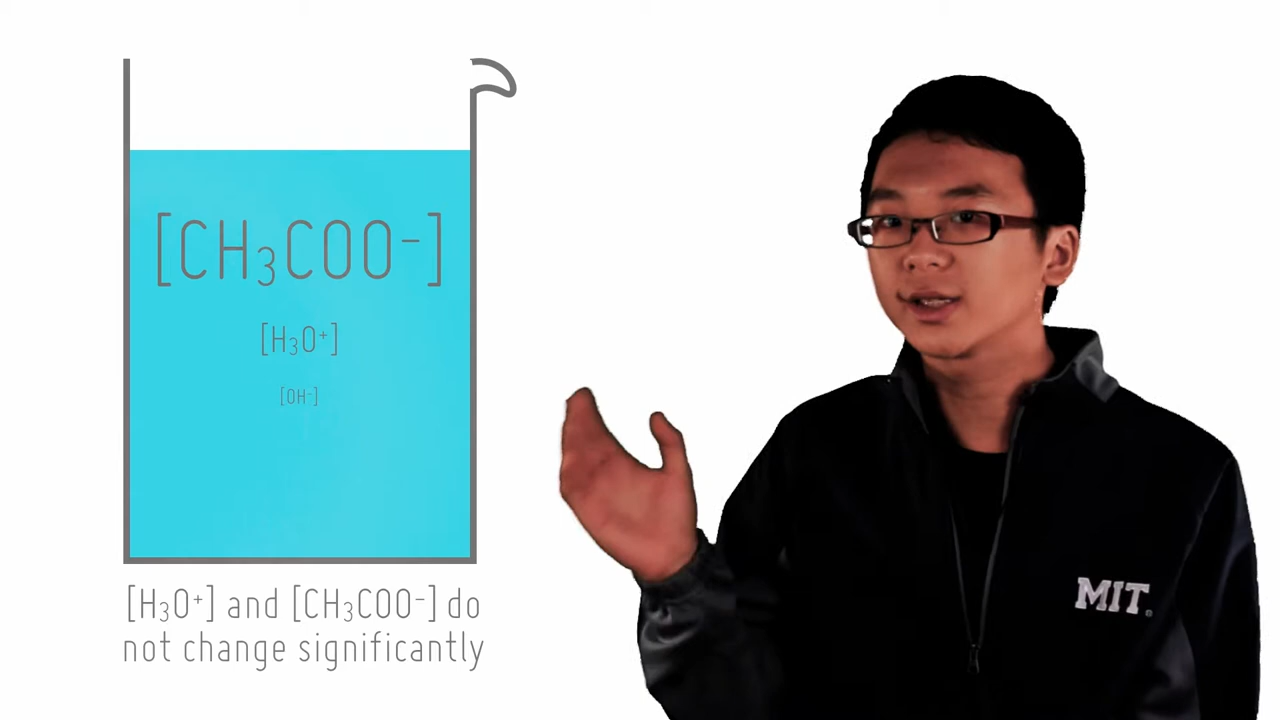 [CH₃COO⁻]
[H₃O⁺]
[OH⁻]
[H₃O⁺] and [CH₃COO⁻] do
not change significantly
MIT